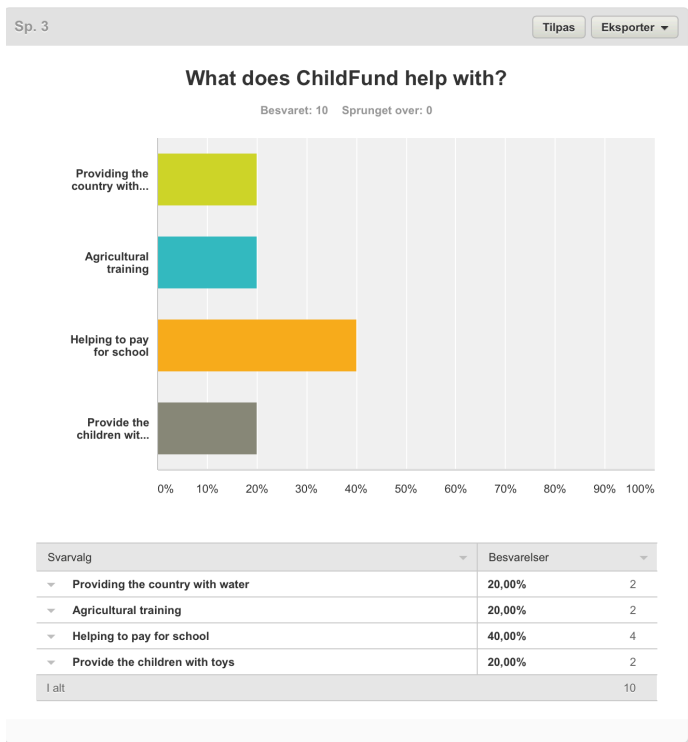 Sp. 3
Tilpas
Eksporter
What does ChildFund help with?
Besvaret: 10 Sprunget over: 0
Providing the
country with...
Agricultural
training
Helping to pay
for school
Provide the
children wit...
0% 10% 20% 30% 40% 50% 60% 70% 80% 90% 100%
Svarvalg Besvarelser
Providing the country with water 20,00% 2
Agricultural training 20,00% 2
Helping to pay for school 40,00% 4
Provide the children with toys 20,00% 2
I alt 10